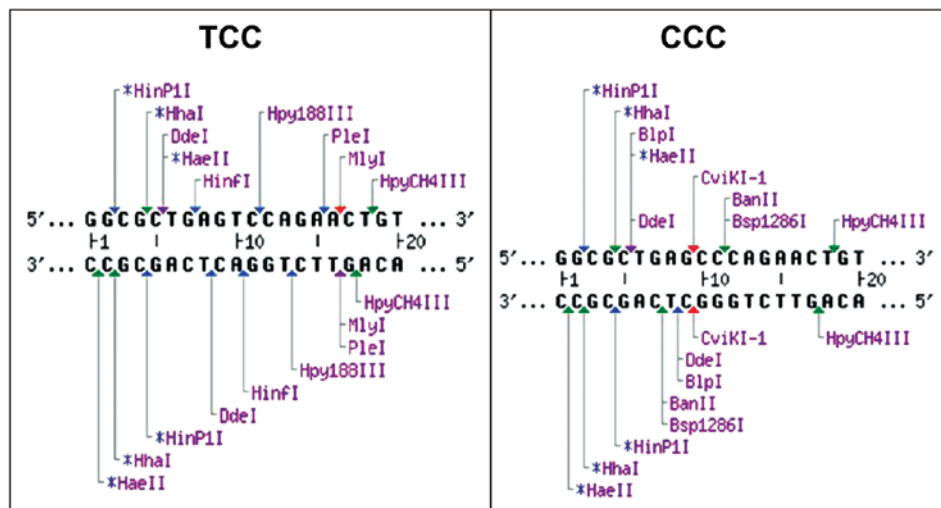 TCC
*HinP1I
*HhaI Hpy188III
DdeI PleI
*HaeII MlyI
HinfI HpyCH4III
5'... GGCGCTGAGTCCAGAACTGT ... 3'
1 10 20
3'... CCGCGACTCAGGTCTTGACA ... 5'
HpyCH4III
MlyI
PleI
Hpy188III
HinfI
DdeI
*HinP1I
*HhaI
*HaeII
CCC
*HinP1I
*HhaI
BlpI
*HaeII
CviKI-1
BanII
DdeI Bsp1286I HpyCH4III
5'... GGCGCTGAGCCCAGAACTGT ... 3'
1 10 20
3'... CCGCGACTCGGGTCTTGACA ... 5'
CviKI-1 HpyCH4III
DdeI
BlpI
BanII
Bsp1286I
*HinP1I
*HhaI
*HaeII